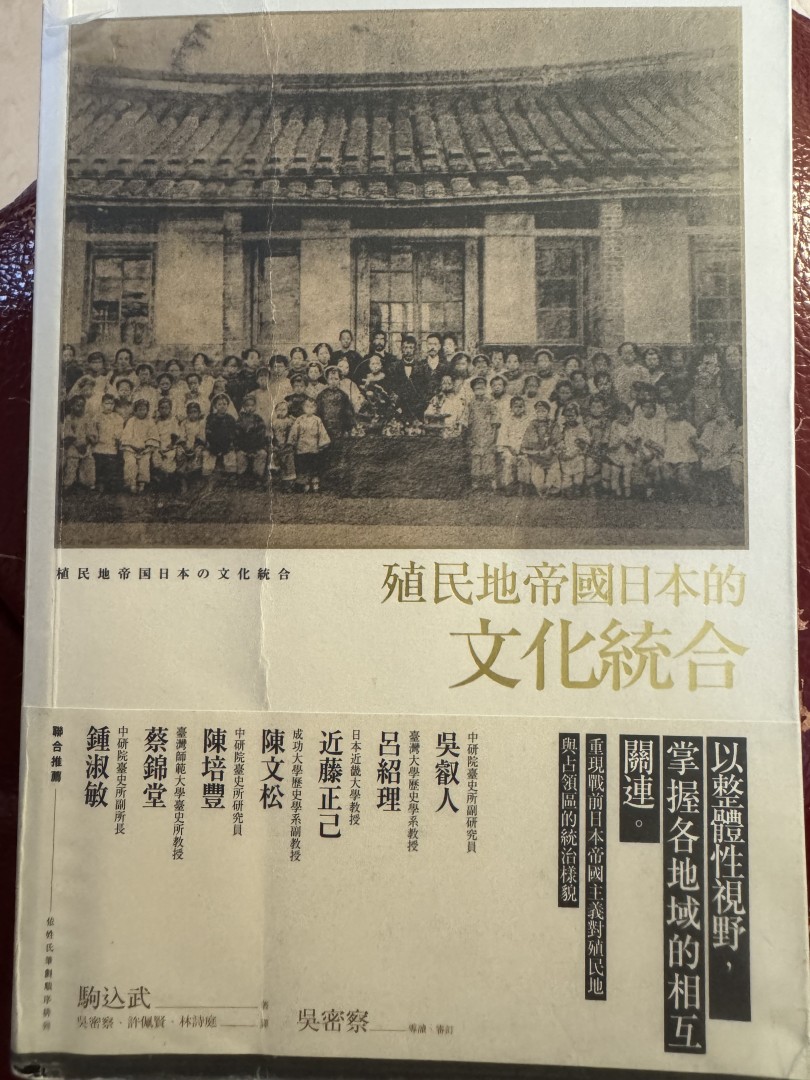 植民地帝国日本の文化統合
殖民地帝國日本的
文化統合
以整體性視野，
掌握各地域的相互
關連。
重現戰前日本帝國主義對殖民地
與占領區的統治樣貌
中研院臺史所副研究員
吳叡人
臺灣大學歷史學系教授
呂紹理
日本近畿大學教授
近藤正己
成功大學歷史學系副教授
陳文松
中研院臺史所研究員
陳培豐
臺灣師範大學臺史所教授
蔡錦堂
中研院臺史所副所長
鍾淑敏
聯合推薦
依姓氏筆劃順序排列
駒込武 著
吳密察、許佩賢、林詩庭 譯
吳密察 導讀、審訂